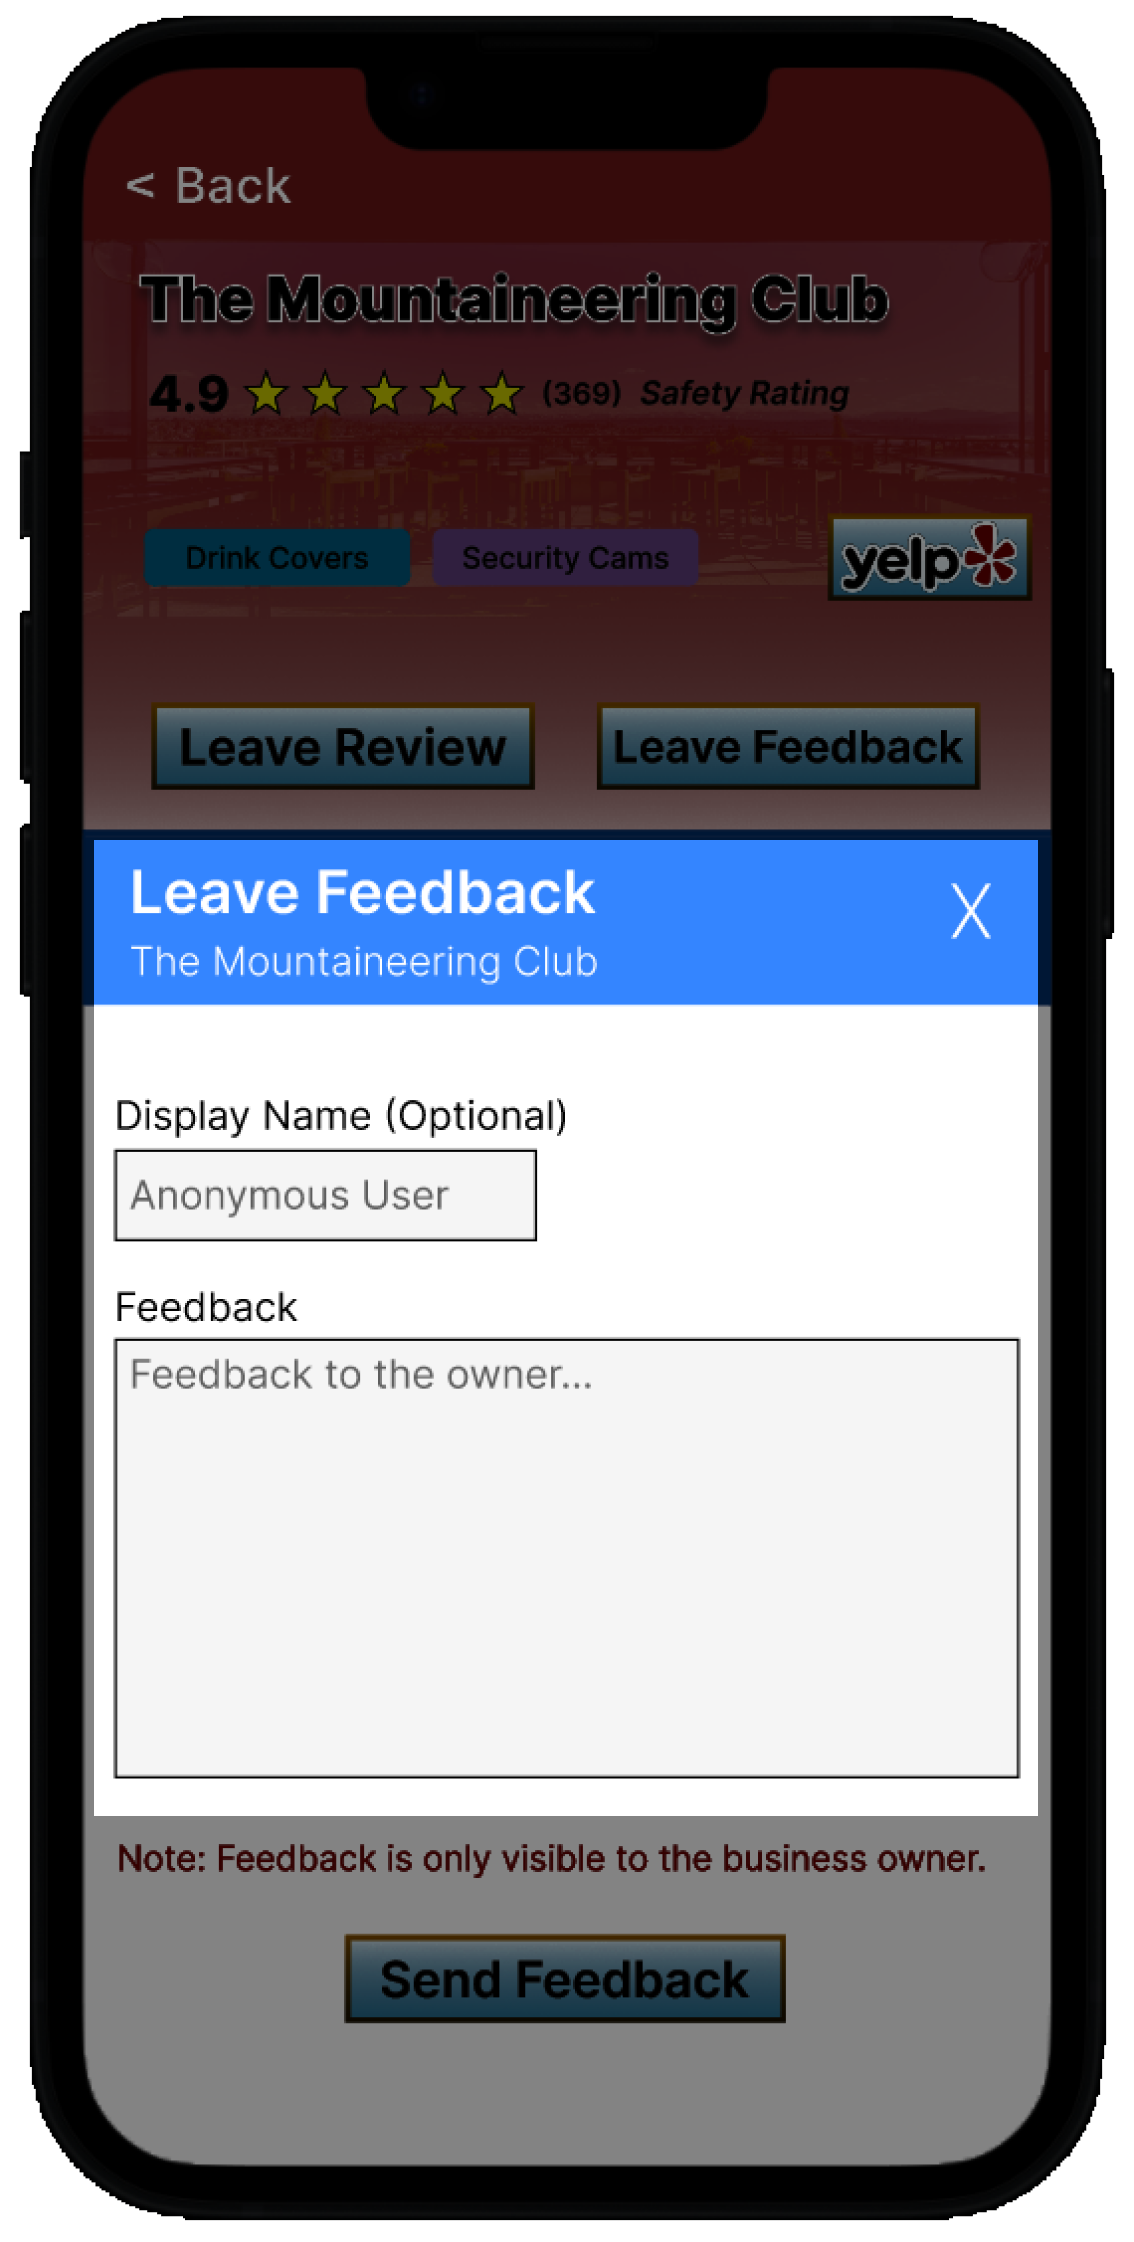 < Back
The Mountaineering Club
4.9 (369) Safety Rating
Drink Covers Security Cams yelp
Leave Review Leave Feedback
Leave Feedback X
The Mountaineering Club
Display Name (Optional)
Anonymous User
Feedback
Feedback to the owner...
Note: Feedback is only visible to the business owner.
Send Feedback